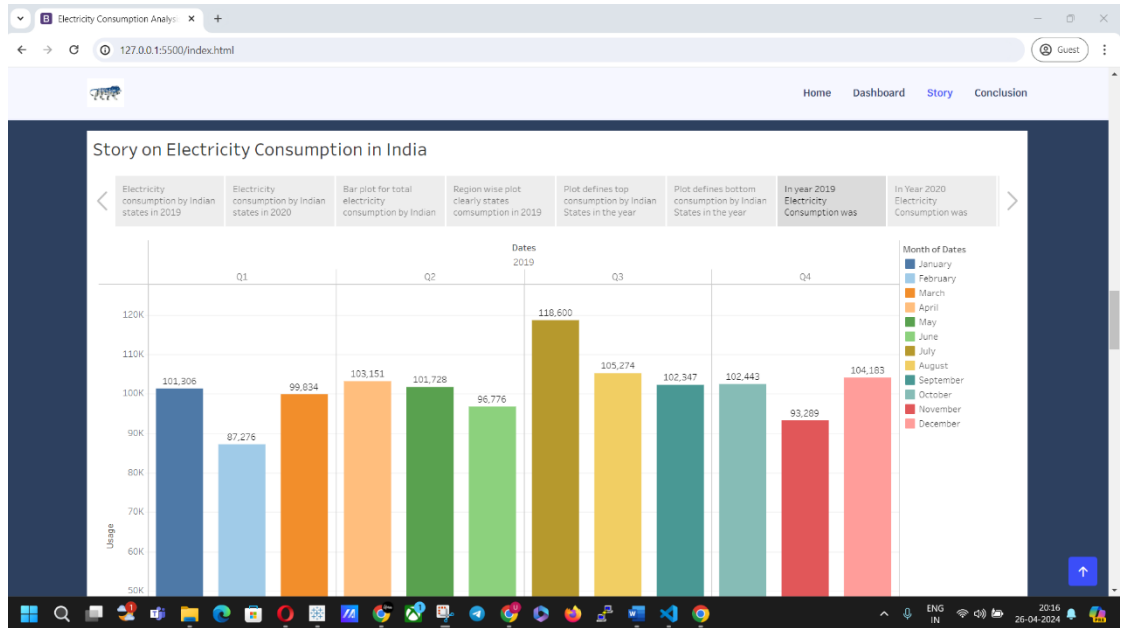 Electricity Consumption Analys
127.0.0.1:5500/index.html
Guest
Home Dashboard Story Conclusion
Story on Electricity Consumption in India
Electricity
consumption by Indian
states in 2019
Electricity
consumption by Indian
states in 2020
Bar plot for total
electricity
consumption by Indian
Region wise plot
clearly states
comsumption in 2019
Plot defines top
consumption by Indian
States in the year
Plot defines bottom
consumption by Indian
States in the year
In year 2019
Electricity
Consumption was
In Year 2020
Electricity
Consumption was
Dates
2019
Q1 Q2 Q3 Q4
Usage
120K
110K
100K
90K
80K
70K
60K
50K
101,306
87,276
99,834
103,151
101,728
96,776
118,600
105,274
102,347
102,443
93,289
104,183
Month of Dates
January
February
March
April
May
June
July
August
September
October
November
December
ENG
IN
20:16
26-04-2024